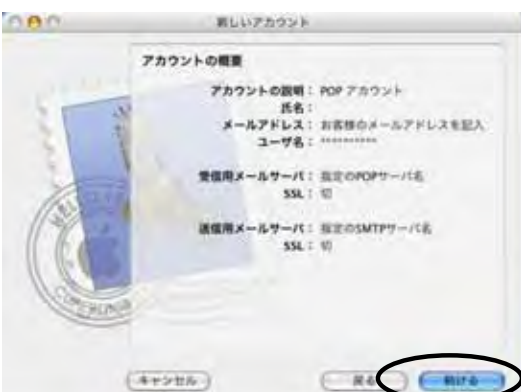 新しいアカウント
アカウントの概要
アカウントの説明： POP アカウント
氏名：
メールアドレス： お客様のメールアドレスを記入
ユーザ名： **********
受信用メールサーバ： 指定のPOPサーバ名
SSL： 切
送信用メールサーバ： 指定のSMTPサーバ名
SSL： 切
キャンセル
戻る
続ける